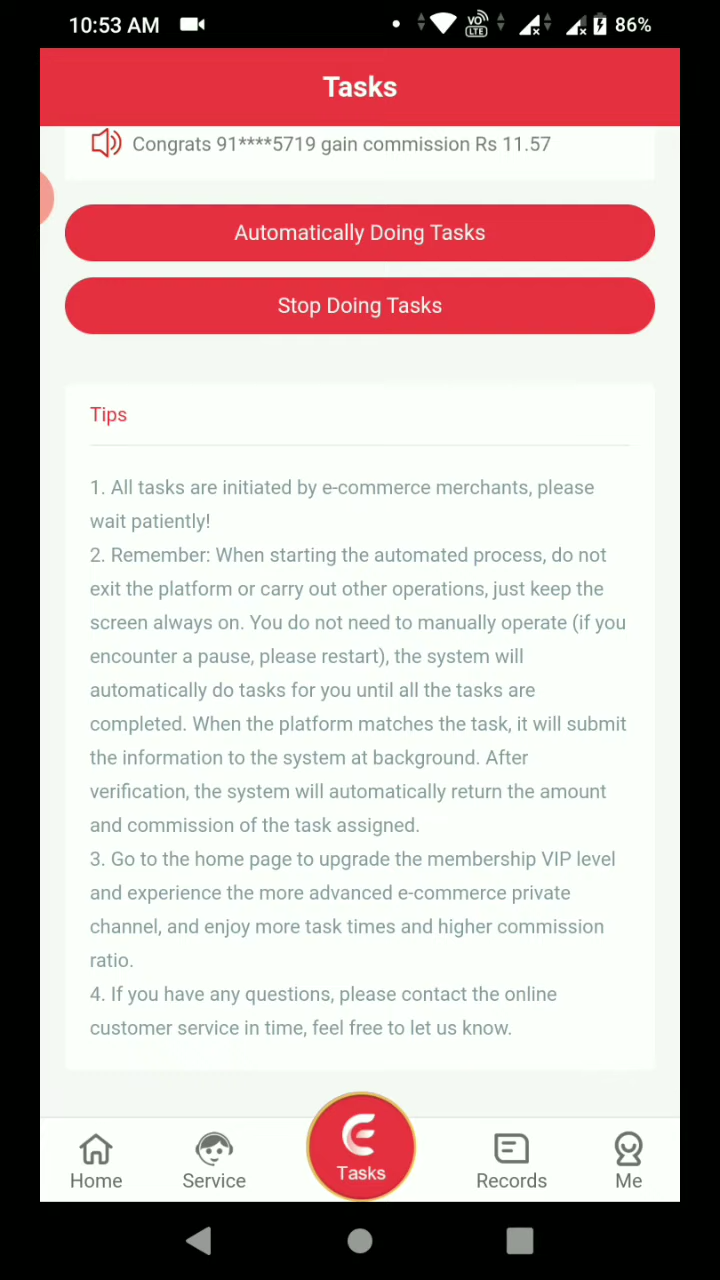 10:53 AM
VO
LTE
86%
Tasks
Congrats 91****5719 gain commission Rs 11.57
Automatically Doing Tasks
Stop Doing Tasks
Tips
1. All tasks are initiated by e-commerce merchants, please
wait patiently!
2. Remember: When starting the automated process, do not
exit the platform or carry out other operations, just keep the
screen always on. You do not need to manually operate (if you
encounter a pause, please restart), the system will
automatically do tasks for you until all the tasks are
completed. When the platform matches the task, it will submit
the information to the system at background. After
verification, the system will automatically return the amount
and commission of the task assigned.
3. Go to the home page to upgrade the membership VIP level
and experience the more advanced e-commerce private
channel, and enjoy more task times and higher commission
ratio.
4. If you have any questions, please contact the online
customer service in time, feel free to let us know.
Home
Service
Tasks
Records
Me